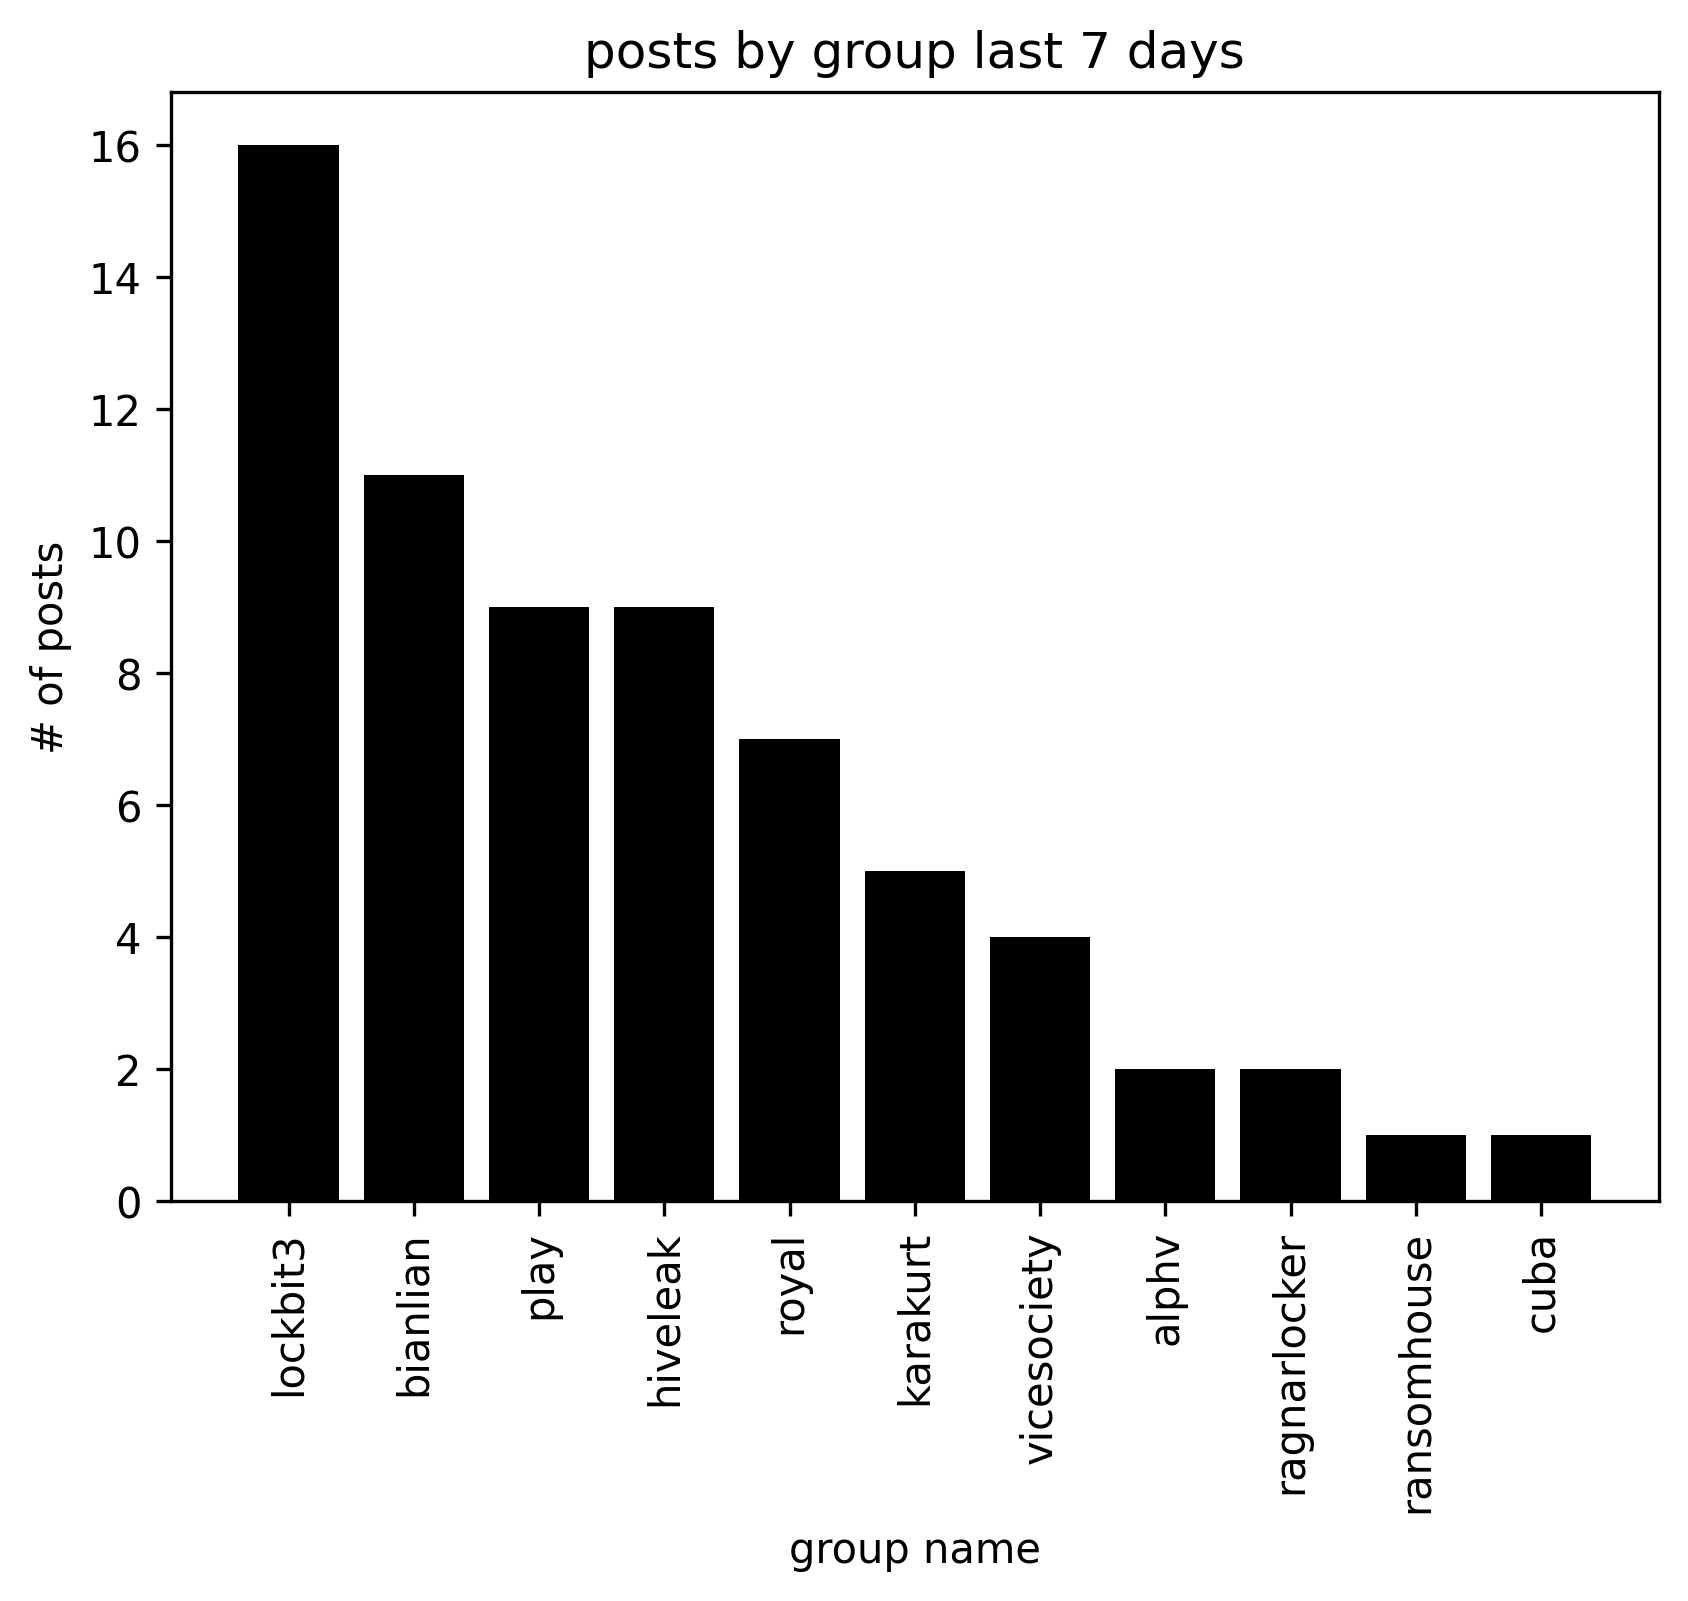 posts by group last 7 days
# of posts
16
14
12
10
8
6
4
2
0
lockbit3
bianlian
play
hiveleak
royal
karakurt
vicesociety
alphv
ragnarlocker
ransomhouse
cuba
group name